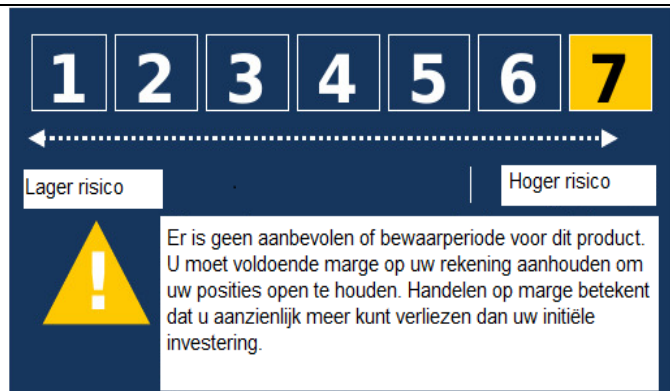 1 2 3 4 5 6 7
Lager risico
Hoger risico
!
Er is geen aanbevolen of bewaarperiode voor dit product.
U moet voldoende marge op uw rekening aanhouden om
uw posities open te houden. Handelen op marge betekent
dat u aanzienlijk meer kunt verliezen dan uw initiële
investering.